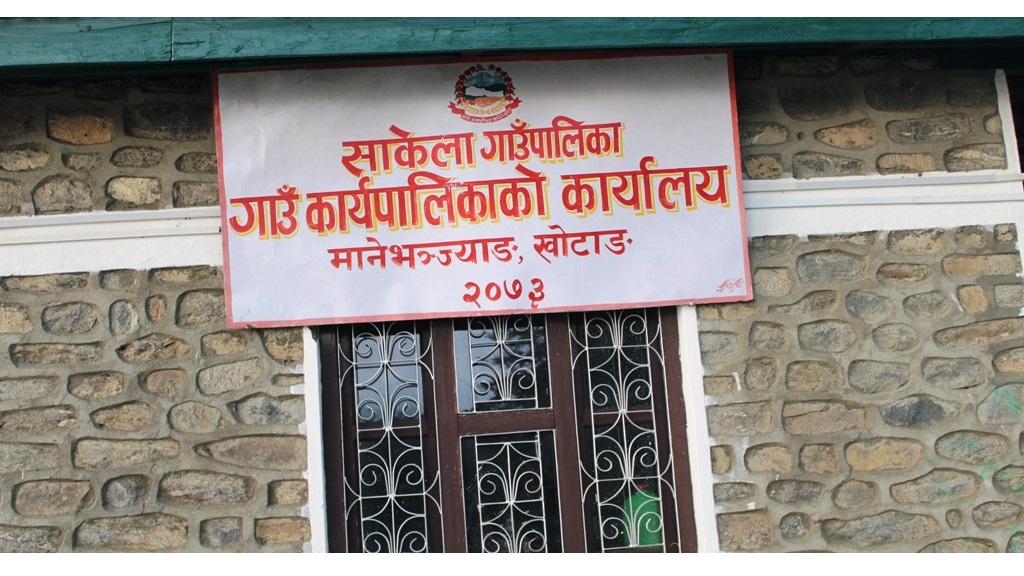 साकेला गाउँपालिका
गाउँ कार्यपालिकाको कार्यालय
मानेभञ्ज्याङ, खोटाङ
२०७३